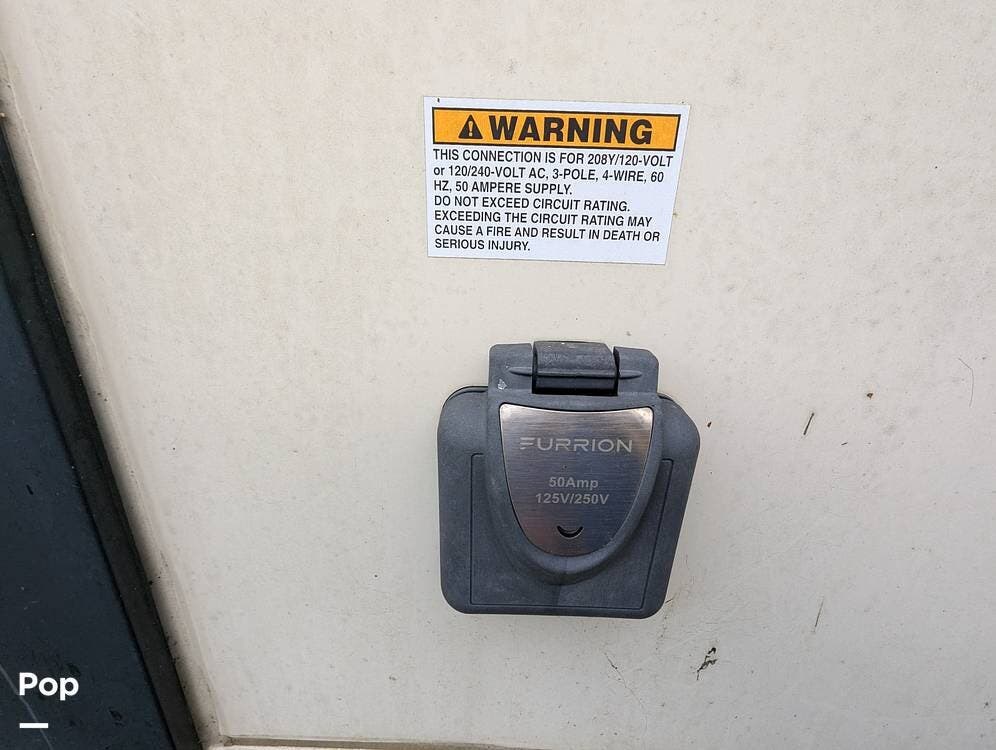 WARNING
THIS CONNECTION IS FOR 208Y/120-VOLT
or 120/240-VOLT AC, 3-POLE, 4-WIRE, 60
HZ, 50 AMPERE SUPPLY.
DO NOT EXCEED CIRCUIT RATING.
EXCEEDING THE CIRCUIT RATING MAY
CAUSE A FIRE AND RESULT IN DEATH OR
SERIOUS INJURY.
FURRION
50Amp
125V/250V
Pop